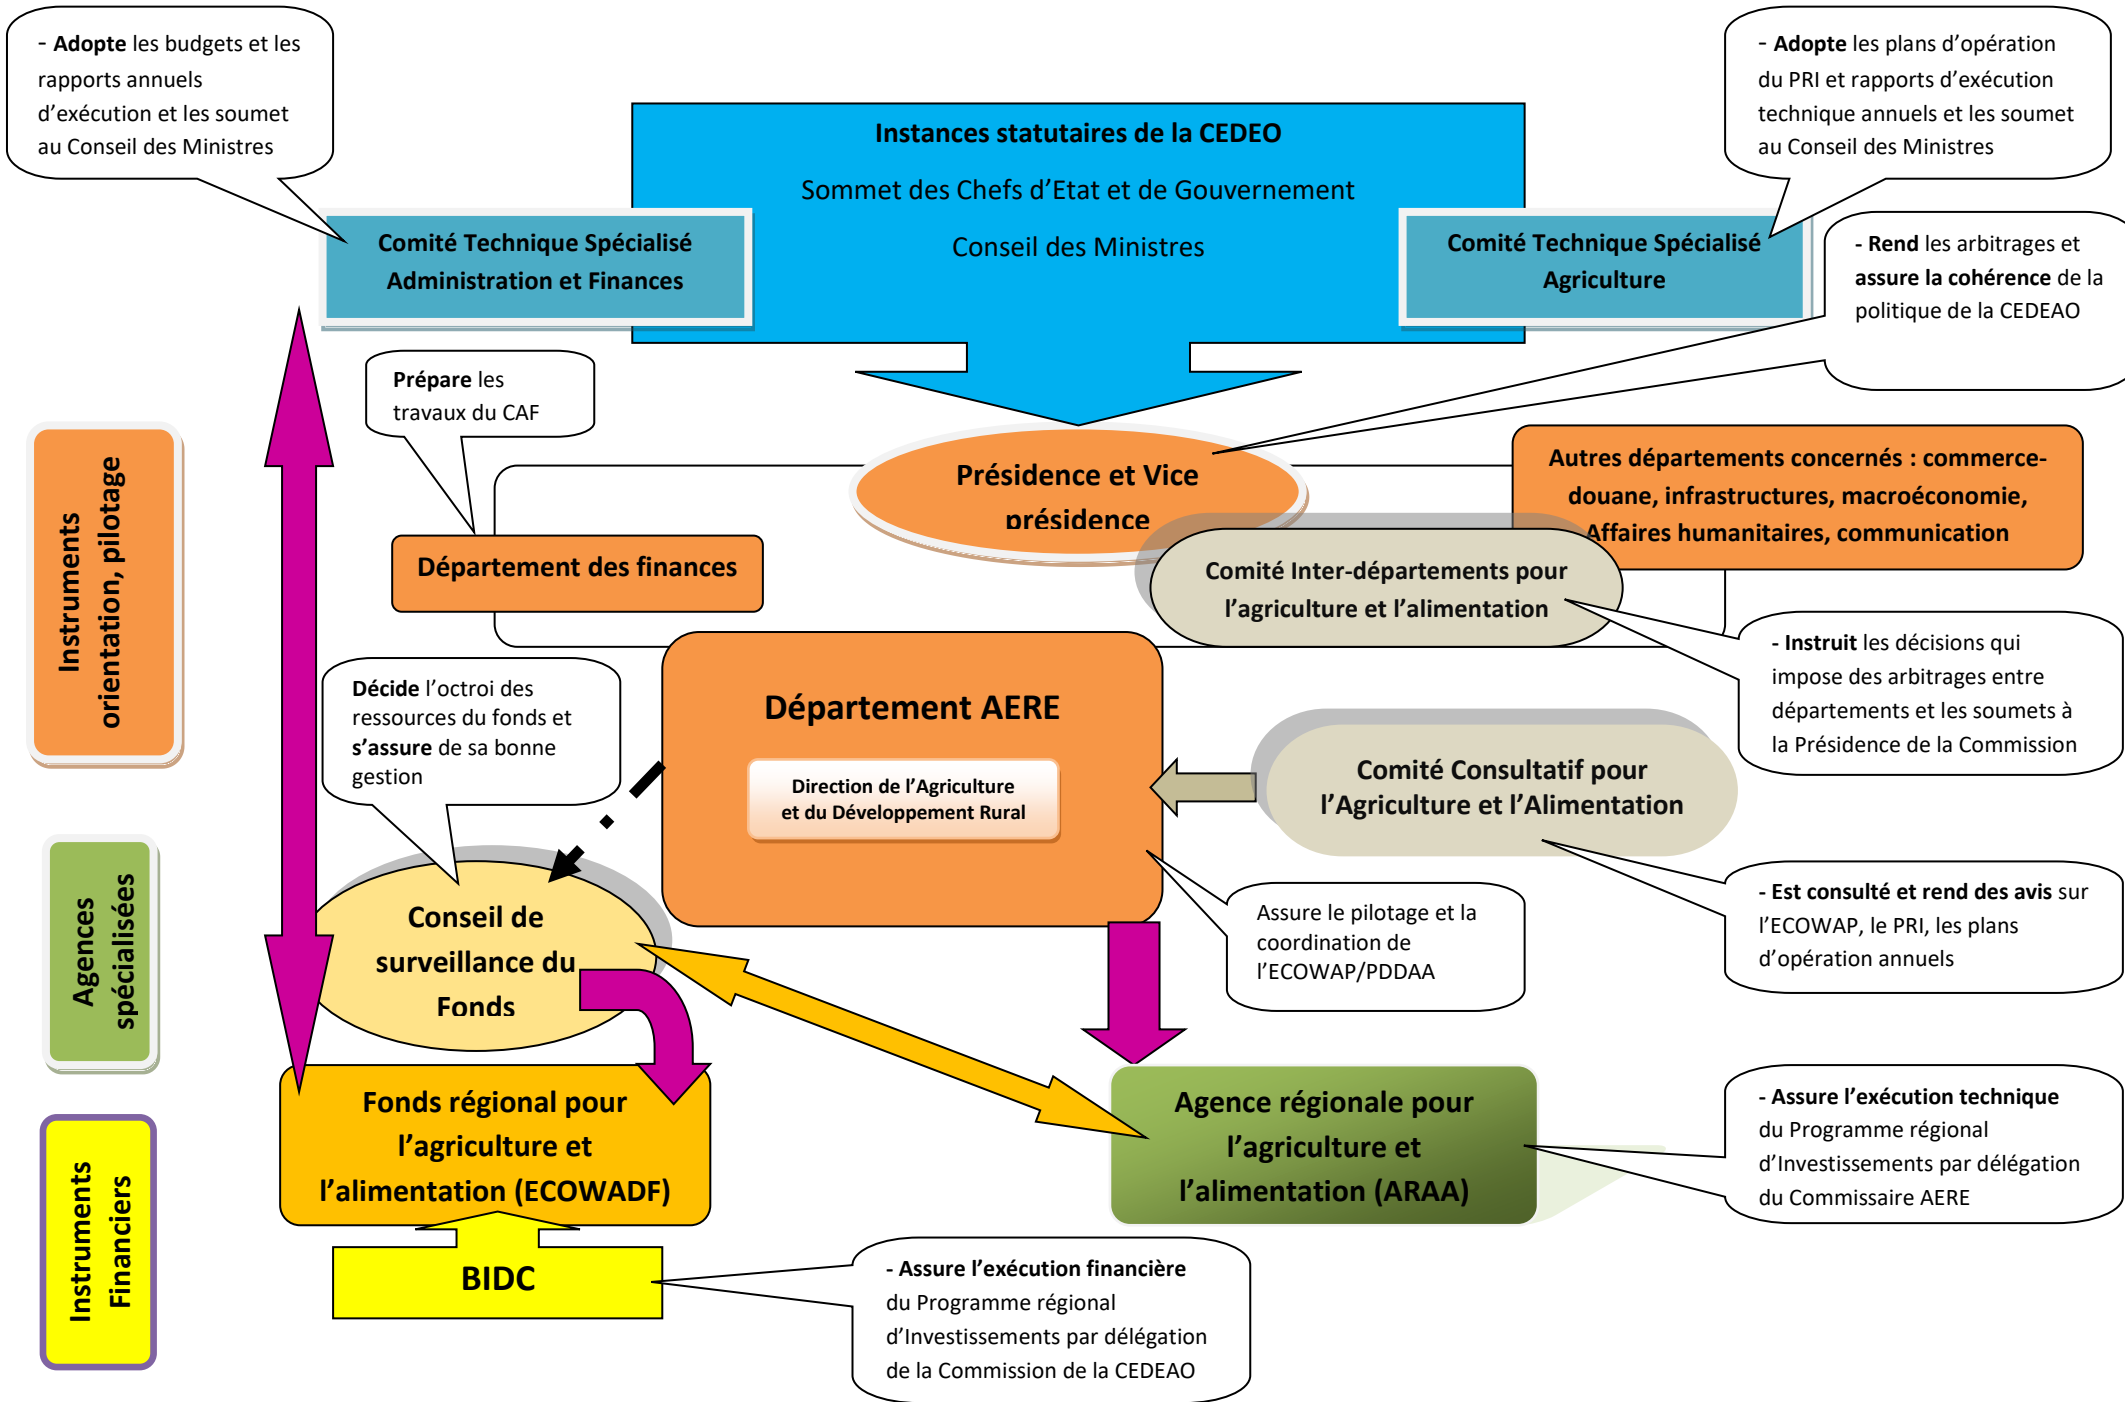 - Adopte les budgets et les
rapports annuels
d'exécution et les soumet
au Conseil des Ministres
- Adopte les plans d'opération
du PRI et rapports d'exécution
technique annuels et les soumet
au Conseil des Ministres
Instances statutaires de la CEDEO
Sommet des Chefs d'Etat et de Gouvernement
Conseil des Ministres
Comité Technique Spécialisé
Administration et Finances
Comité Technique Spécialisé
Agriculture
- Rend les arbitrages et
assure la cohérence de la
politique de la CEDEAO
Prépare les
travaux du CAF
Instruments
orientation, pilotage
Présidence et Vice
présidence
Autres départements concernés : commerce-
douane, infrastructures, macroéconomie,
Affaires humanitaires, communication
Département des finances
Comité Inter-départements pour
l'agriculture et l'alimentation
- Instruit les décisions qui
impose des arbitrages entre
départements et les soumets à
la Présidence de la Commission
Décide l'octroi des
ressources du fonds et
s'assure de sa bonne
gestion
Département AERE
Direction de l'Agriculture
et du Développement Rural
Comité Consultatif pour
l'Agriculture et l'Alimentation
Agences
spécialisées
Conseil de
surveillance du
Fonds
Assure le pilotage et la
coordination de
l'ECOWAP/PDDAA
- Est consulté et rend des avis sur
l'ECOWAP, le PRI, les plans
d'opération annuels
Fonds régional pour
l'agriculture et
l'alimentation (ECOWADF)
Agence régionale pour
l'agriculture et
l'alimentation (ARAA)
- Assure l'exécution technique
du Programme régional
d'Investissements par délégation
du Commissaire AERE
Instruments
Financiers
BIDC
- Assure l'exécution financière
du Programme régional
d'Investissements par délégation
de la Commission de la CEDEAO